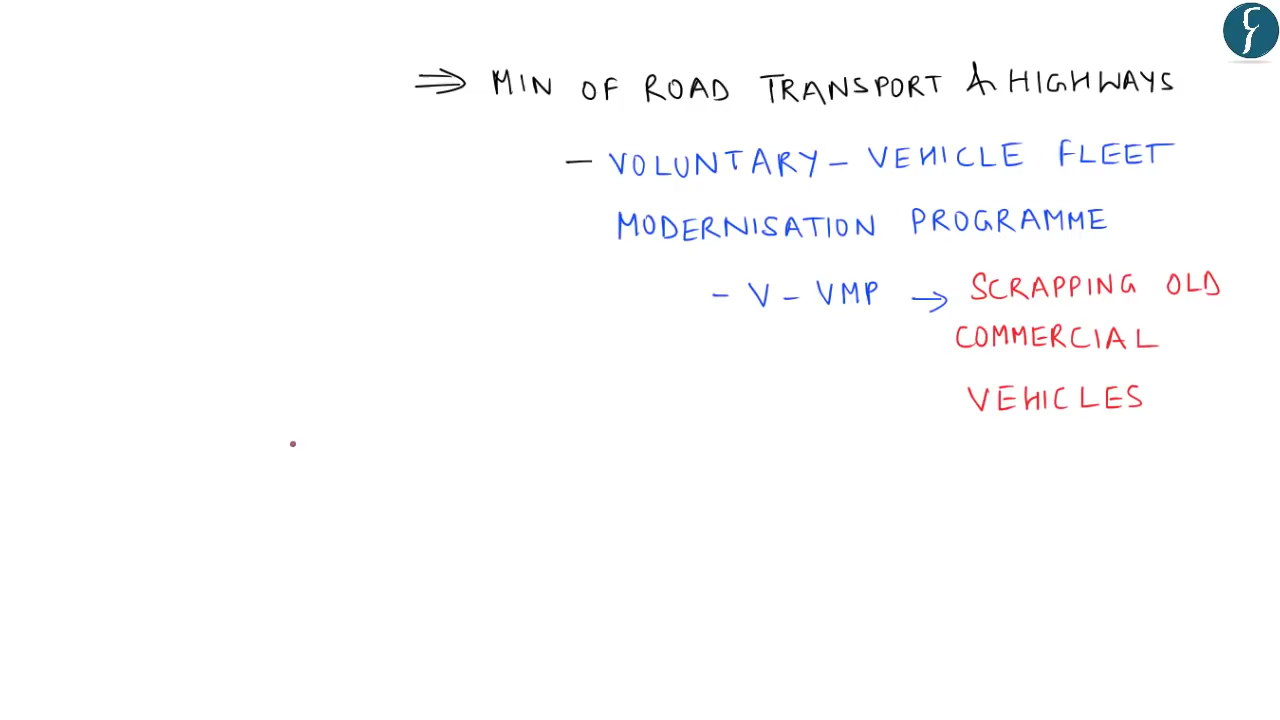 ⇒ MIN OF ROAD TRANSPORT & HIGHWAYS
- VOLUNTARY - VEHICLE FLEET
MODERNISATION PROGRAMME
- V - VMP → SCRAPPING OLD
COMMERCIAL
VEHICLES